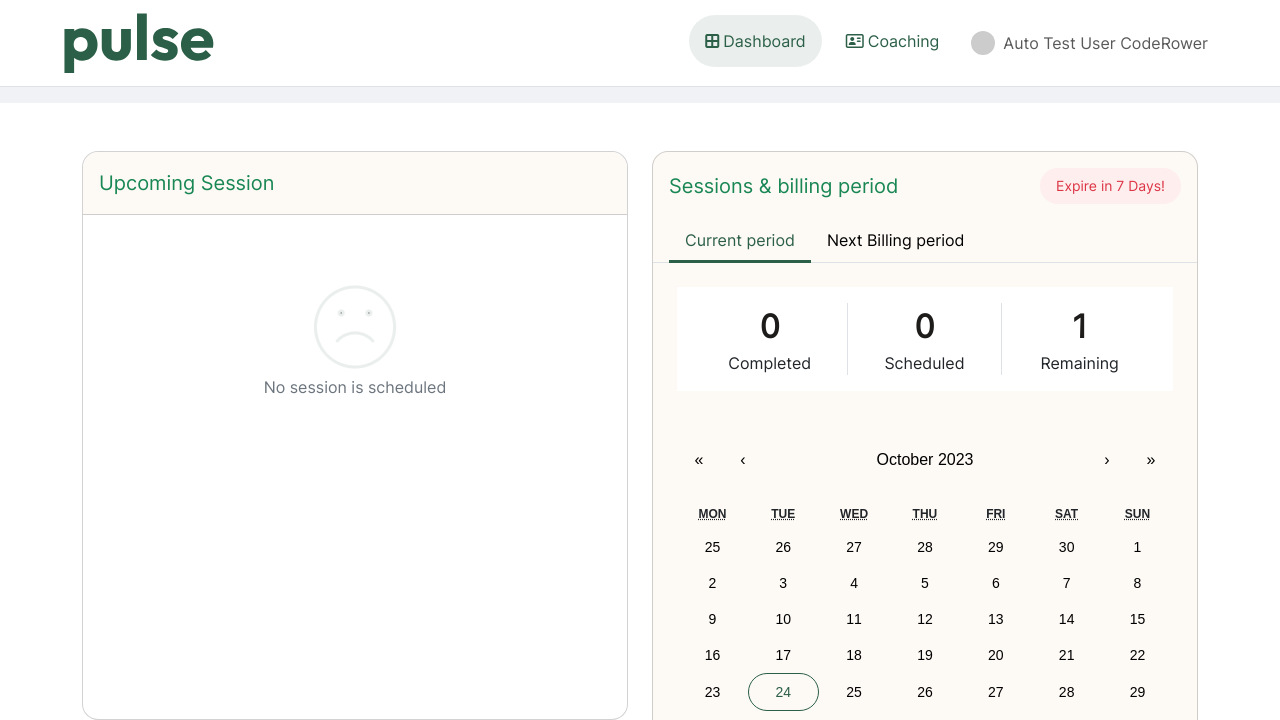 pulse
Dashboard
Coaching
Auto Test User CodeRower
Upcoming Session
No session is scheduled
Sessions & billing period
Expire in 7 Days!
Current period
Next Billing period
0 0 1
Completed Scheduled Remaining
« ‹ October 2023 › »
MON TUE WED THU FRI SAT SUN
25 26 27 28 29 30 1
2 3 4 5 6 7 8
9 10 11 12 13 14 15
16 17 18 19 20 21 22
23 24 25 26 27 28 29